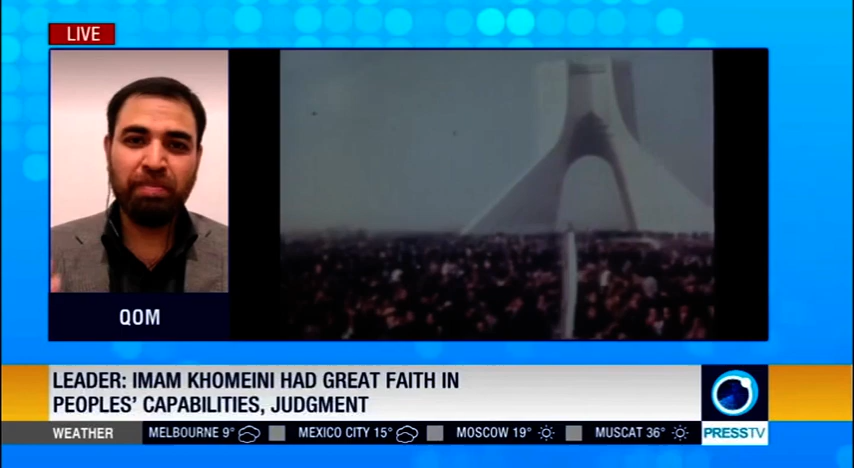 LIVE
QOM
LEADER: IMAM KHOMEINI HAD GREAT FAITH IN
PEOPLES' CAPABILITIES, JUDGMENT
WEATHER MELBOURNE 9° MEXICO CITY 15° MOSCOW 19° MUSCAT 36° PRESSTV